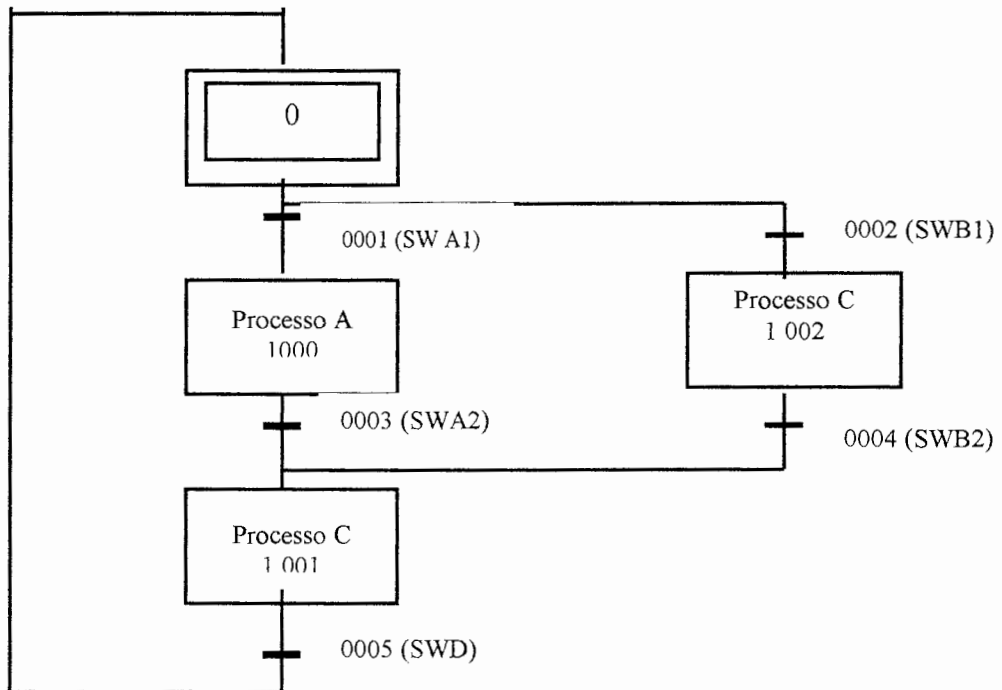 0
0001 (SW A1)
0002 (SWB1)
Processo A
1000
Processo C
1 002
0003 (SWA2)
0004 (SWB2)
Processo C
1 001
0005 (SWD)